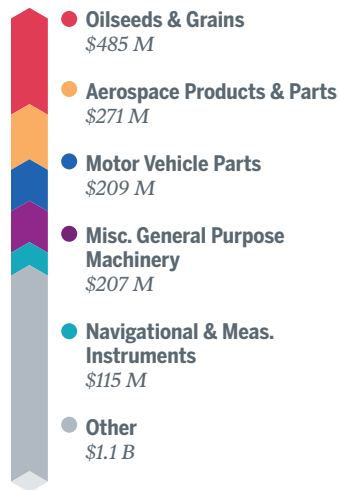 Oilseeds & Grains
$485 M
Aerospace Products & Parts
$271 M
Motor Vehicle Parts
$209 M
Misc. General Purpose
Machinery
$207 M
Navigational & Meas.
Instruments
$115 M
Other
$1.1 B